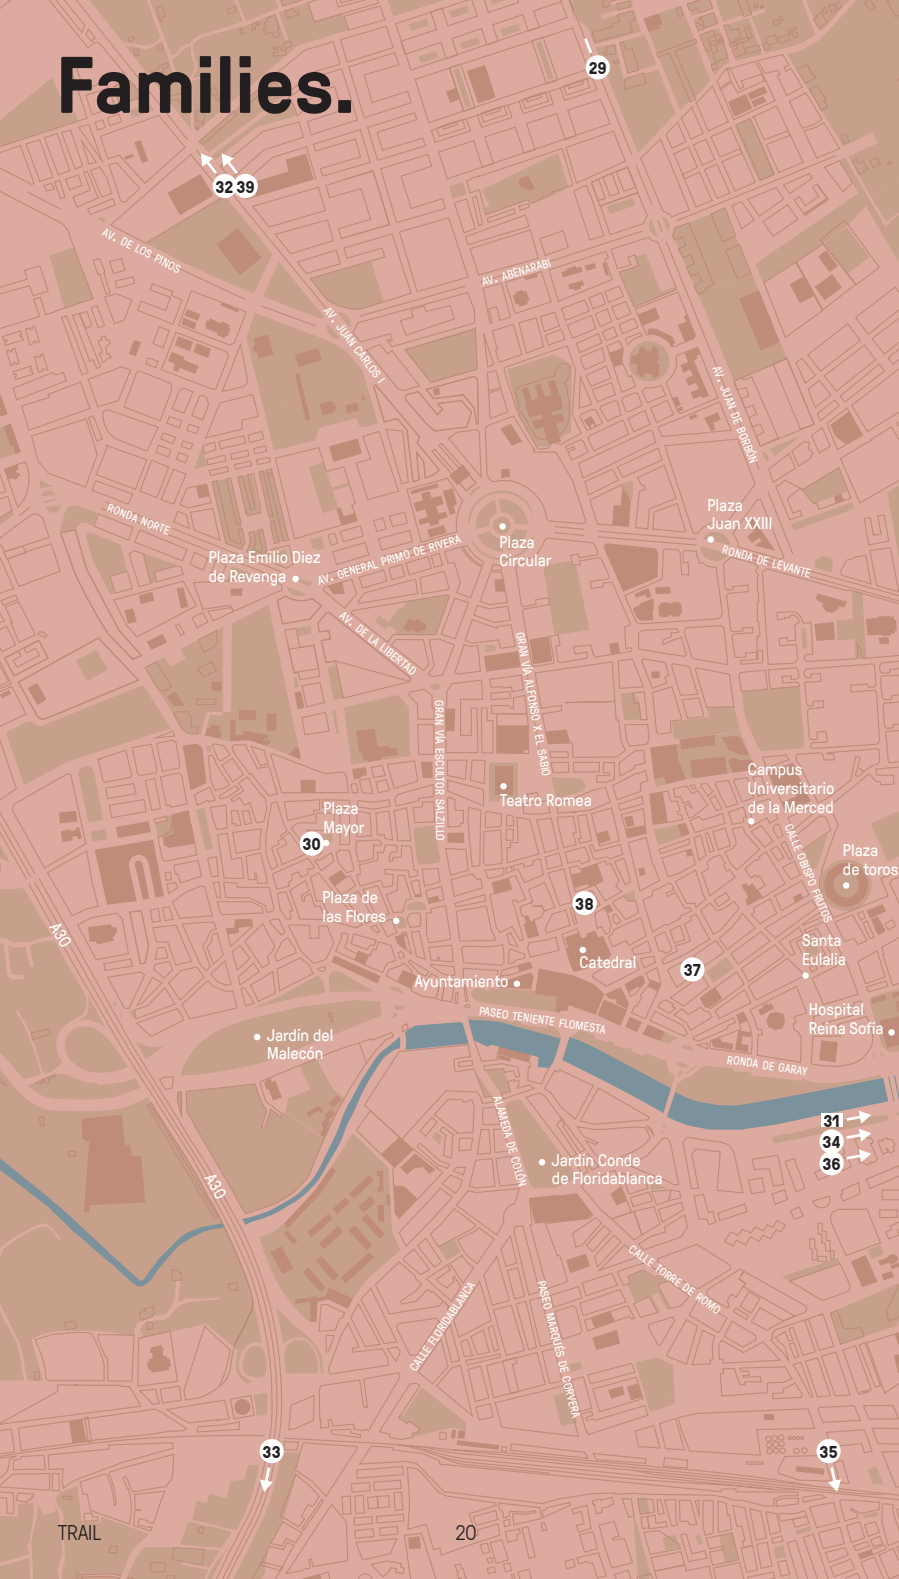 Families.
29
32 39
AV. DE LOS PINOS
AV. ABENARABI
AV. JUAN CARLOS I
AV. JUAN DE BORBÓN
RONDA NORTE
Plaza
Juan XXIII
Plaza
Circular
RONDA DE LEVANTE
Plaza Emilio Diez
de Revenga
AV. GENERAL PRIMO DE RIVERA
AV. DE LA LIBERTAD
GRAN VÍA ALFONSO X EL SABIO
GRAN VÍA ESCULTOR SALZILLO
Campus
Universitario
de la Merced
Teatro Romea
Plaza
Mayor
30
CALLE OBISPO FRUTOS
Plaza
de toros
Plaza de
las Flores
38
A30
Santa
Eulalia
Catedral
37
Ayuntamiento
Hospital
Reina Sofía
PASEO TENIENTE FLOMESTA
Jardín del
Malecón
RONDA DE GARAY
31
34
36
ALAMEDA DE COLÓN
Jardín Conde
de Floridablanca
A30
CALLE TORRE DE ROMO
CALLE FLORIDABLANCA
PASEO MARQUÉS DE CORVERA
33
35
TRAIL
20